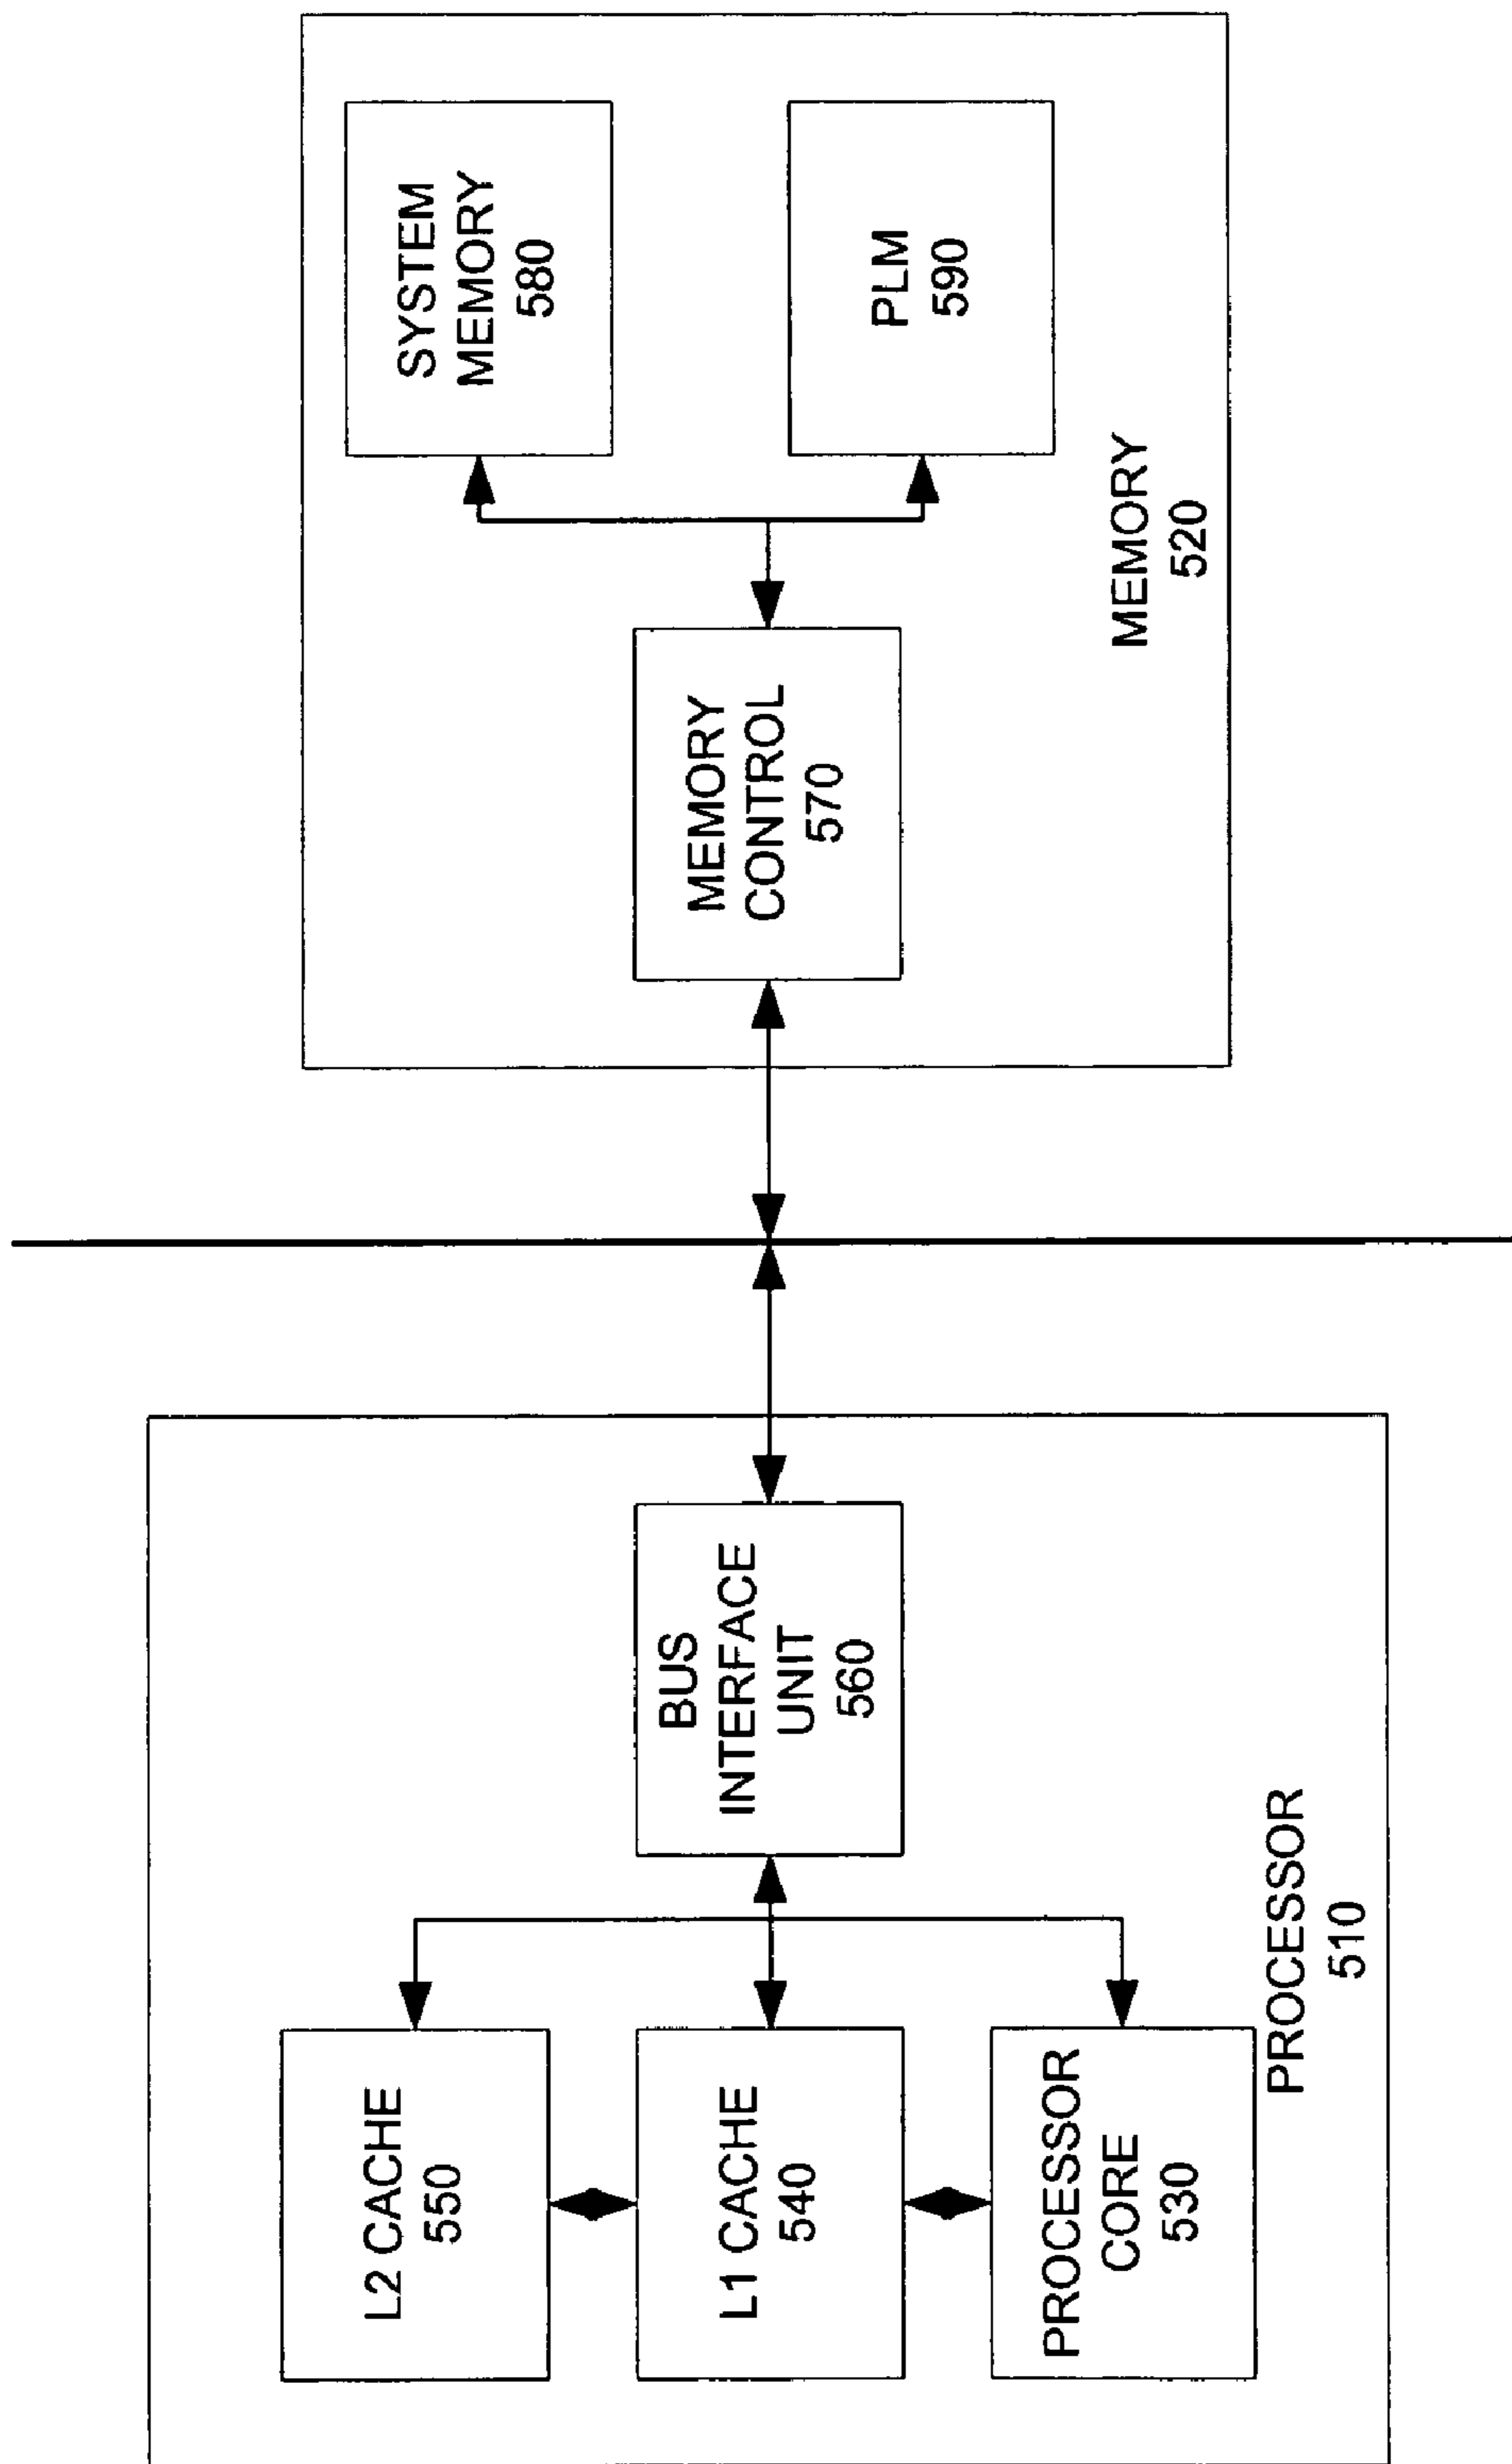 L2 CACHE
550
L1 CACHE
540
PROCESSOR
CORE
530
BUS
INTERFACE
UNIT
560
PROCESSOR
510
MEMORY
CONTROL
570
SYSTEM
MEMORY
580
PLM
590
MEMORY
520